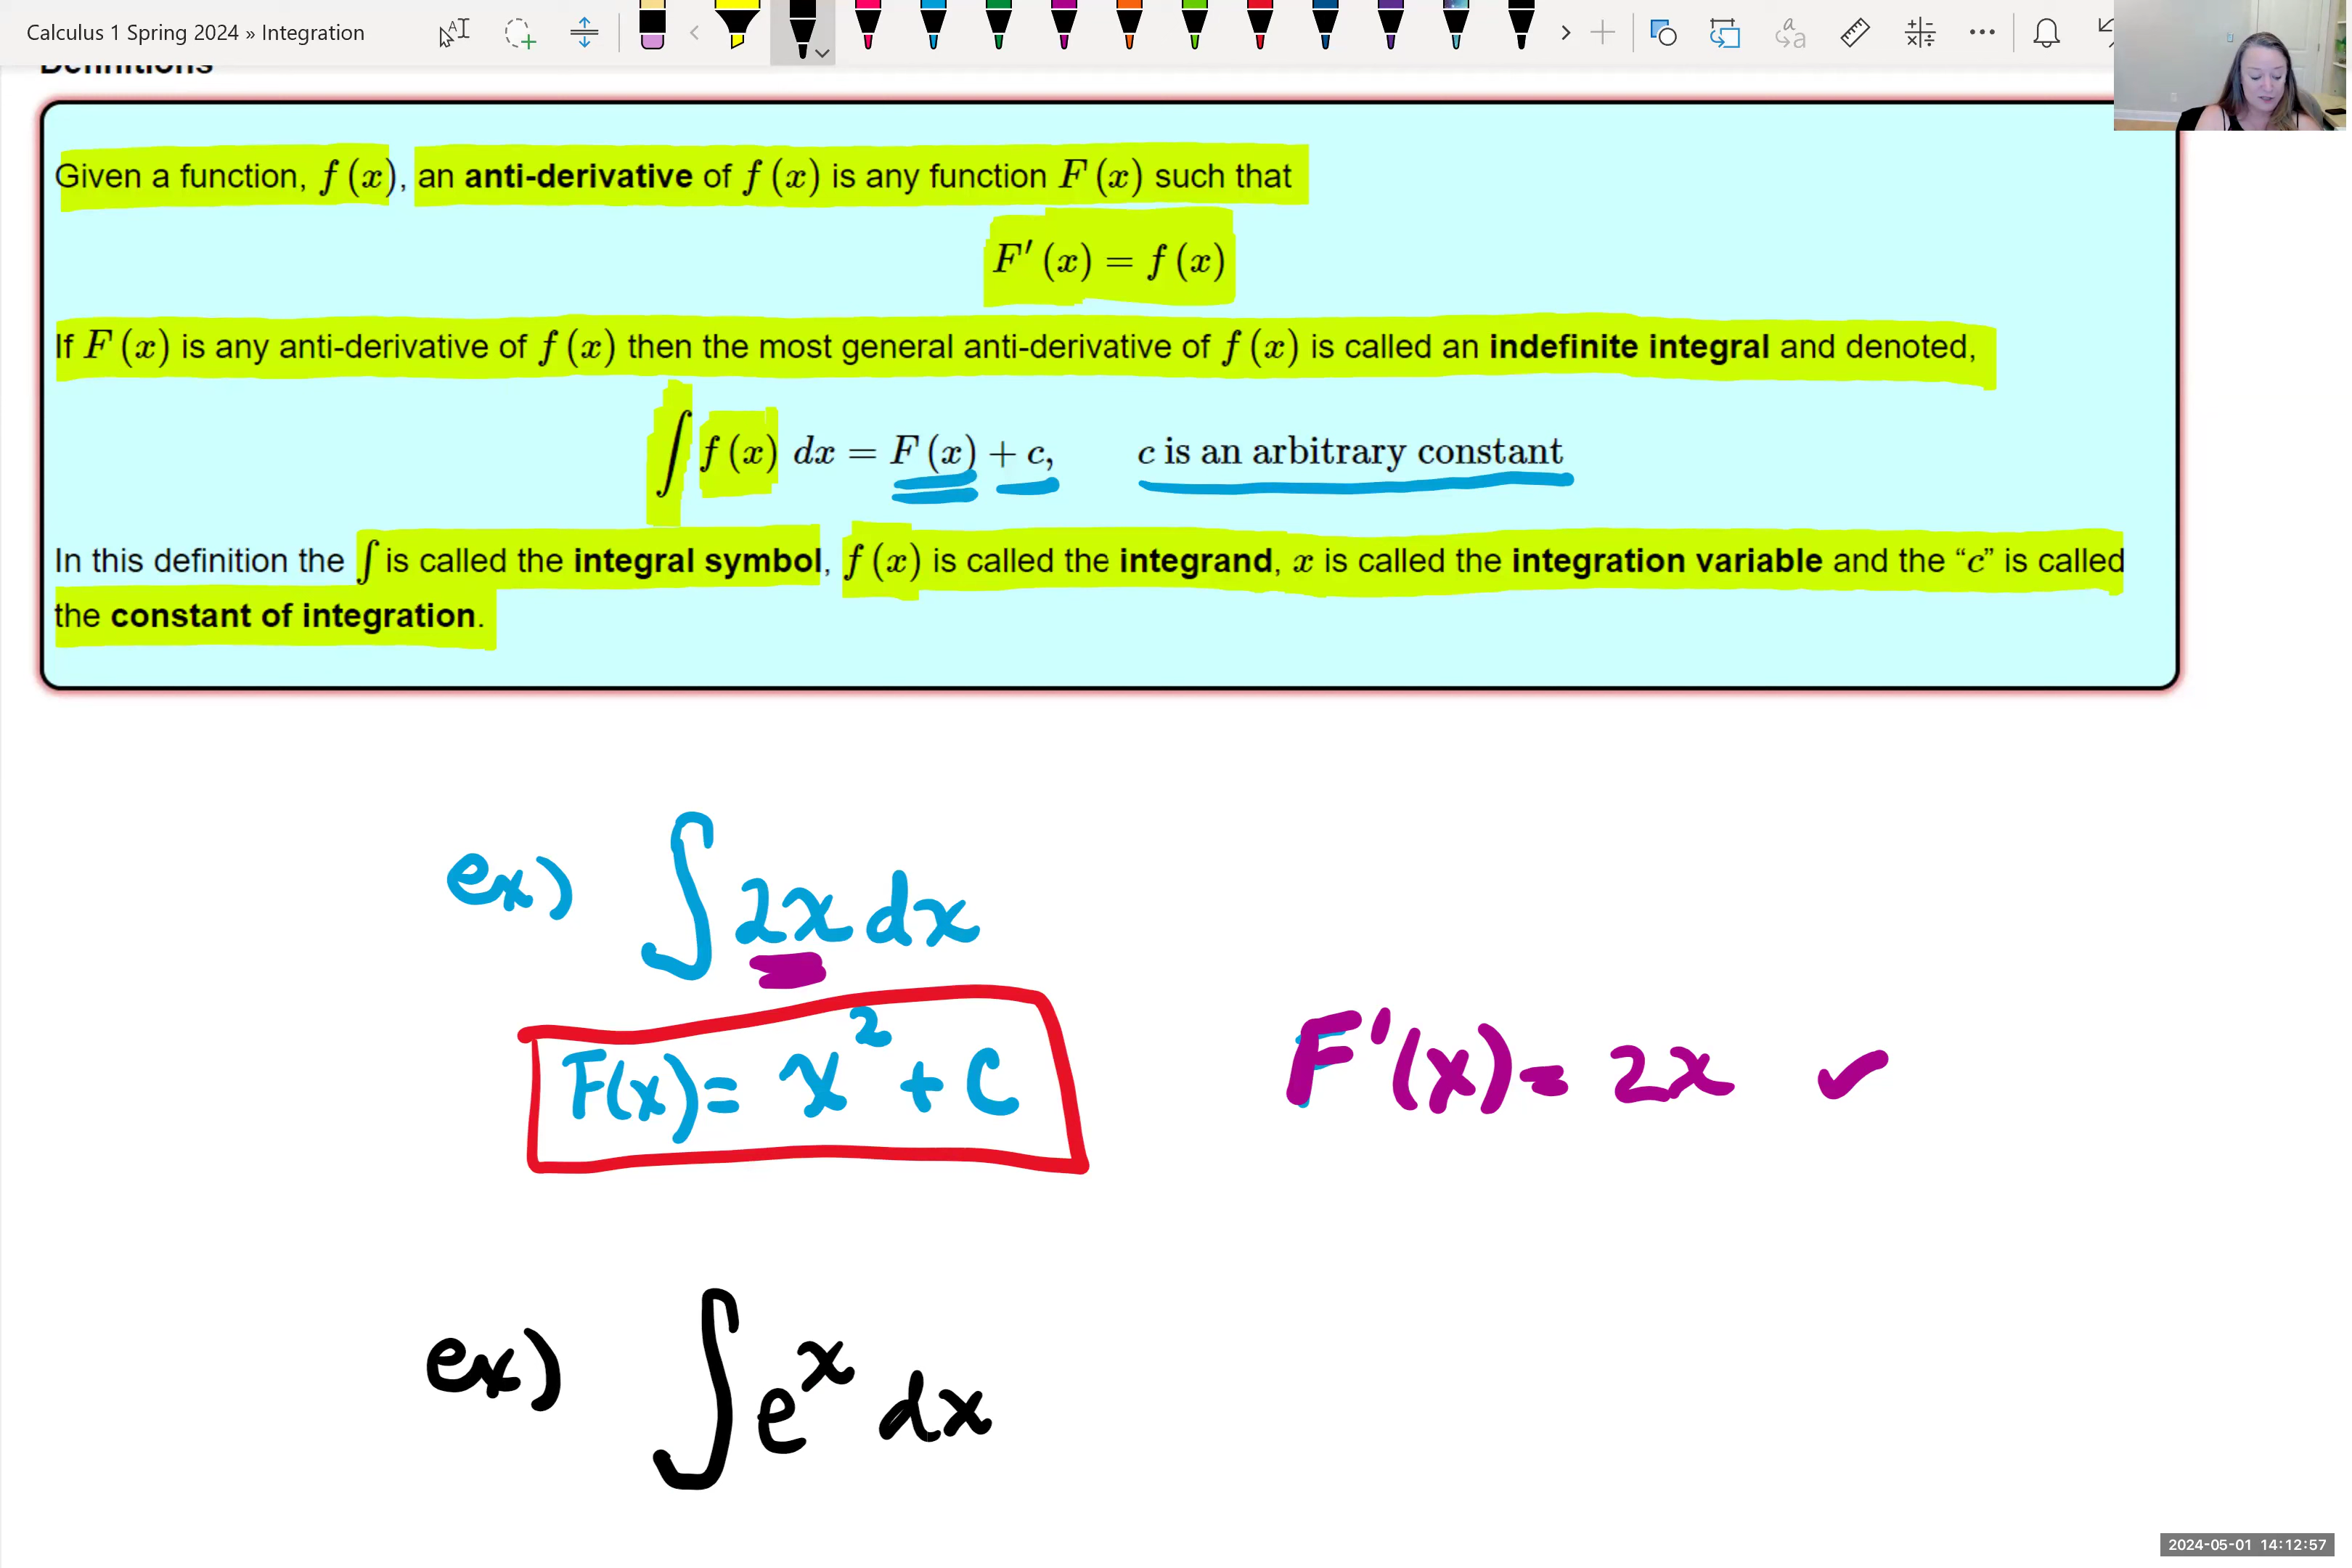 Calculus 1 Spring 2024 » Integration
Definitions
Given a function, f(x), an anti-derivative of f(x) is any function F(x) such that
F′(x) = f(x)
If F(x) is any anti-derivative of f(x) then the most general anti-derivative of f(x) is called an indefinite integral and denoted,
∫ f(x) dx = F(x) + c, c is an arbitrary constant
In this definition the ∫ is called the integral symbol, f(x) is called the integrand, x is called the integration variable and the “c” is called
the constant of integration.
ex) ∫ 2x dx
F(x) = x² + C
F'(x) = 2x ✓
ex) ∫ eˣ dx
2024-05-01 14:12:57